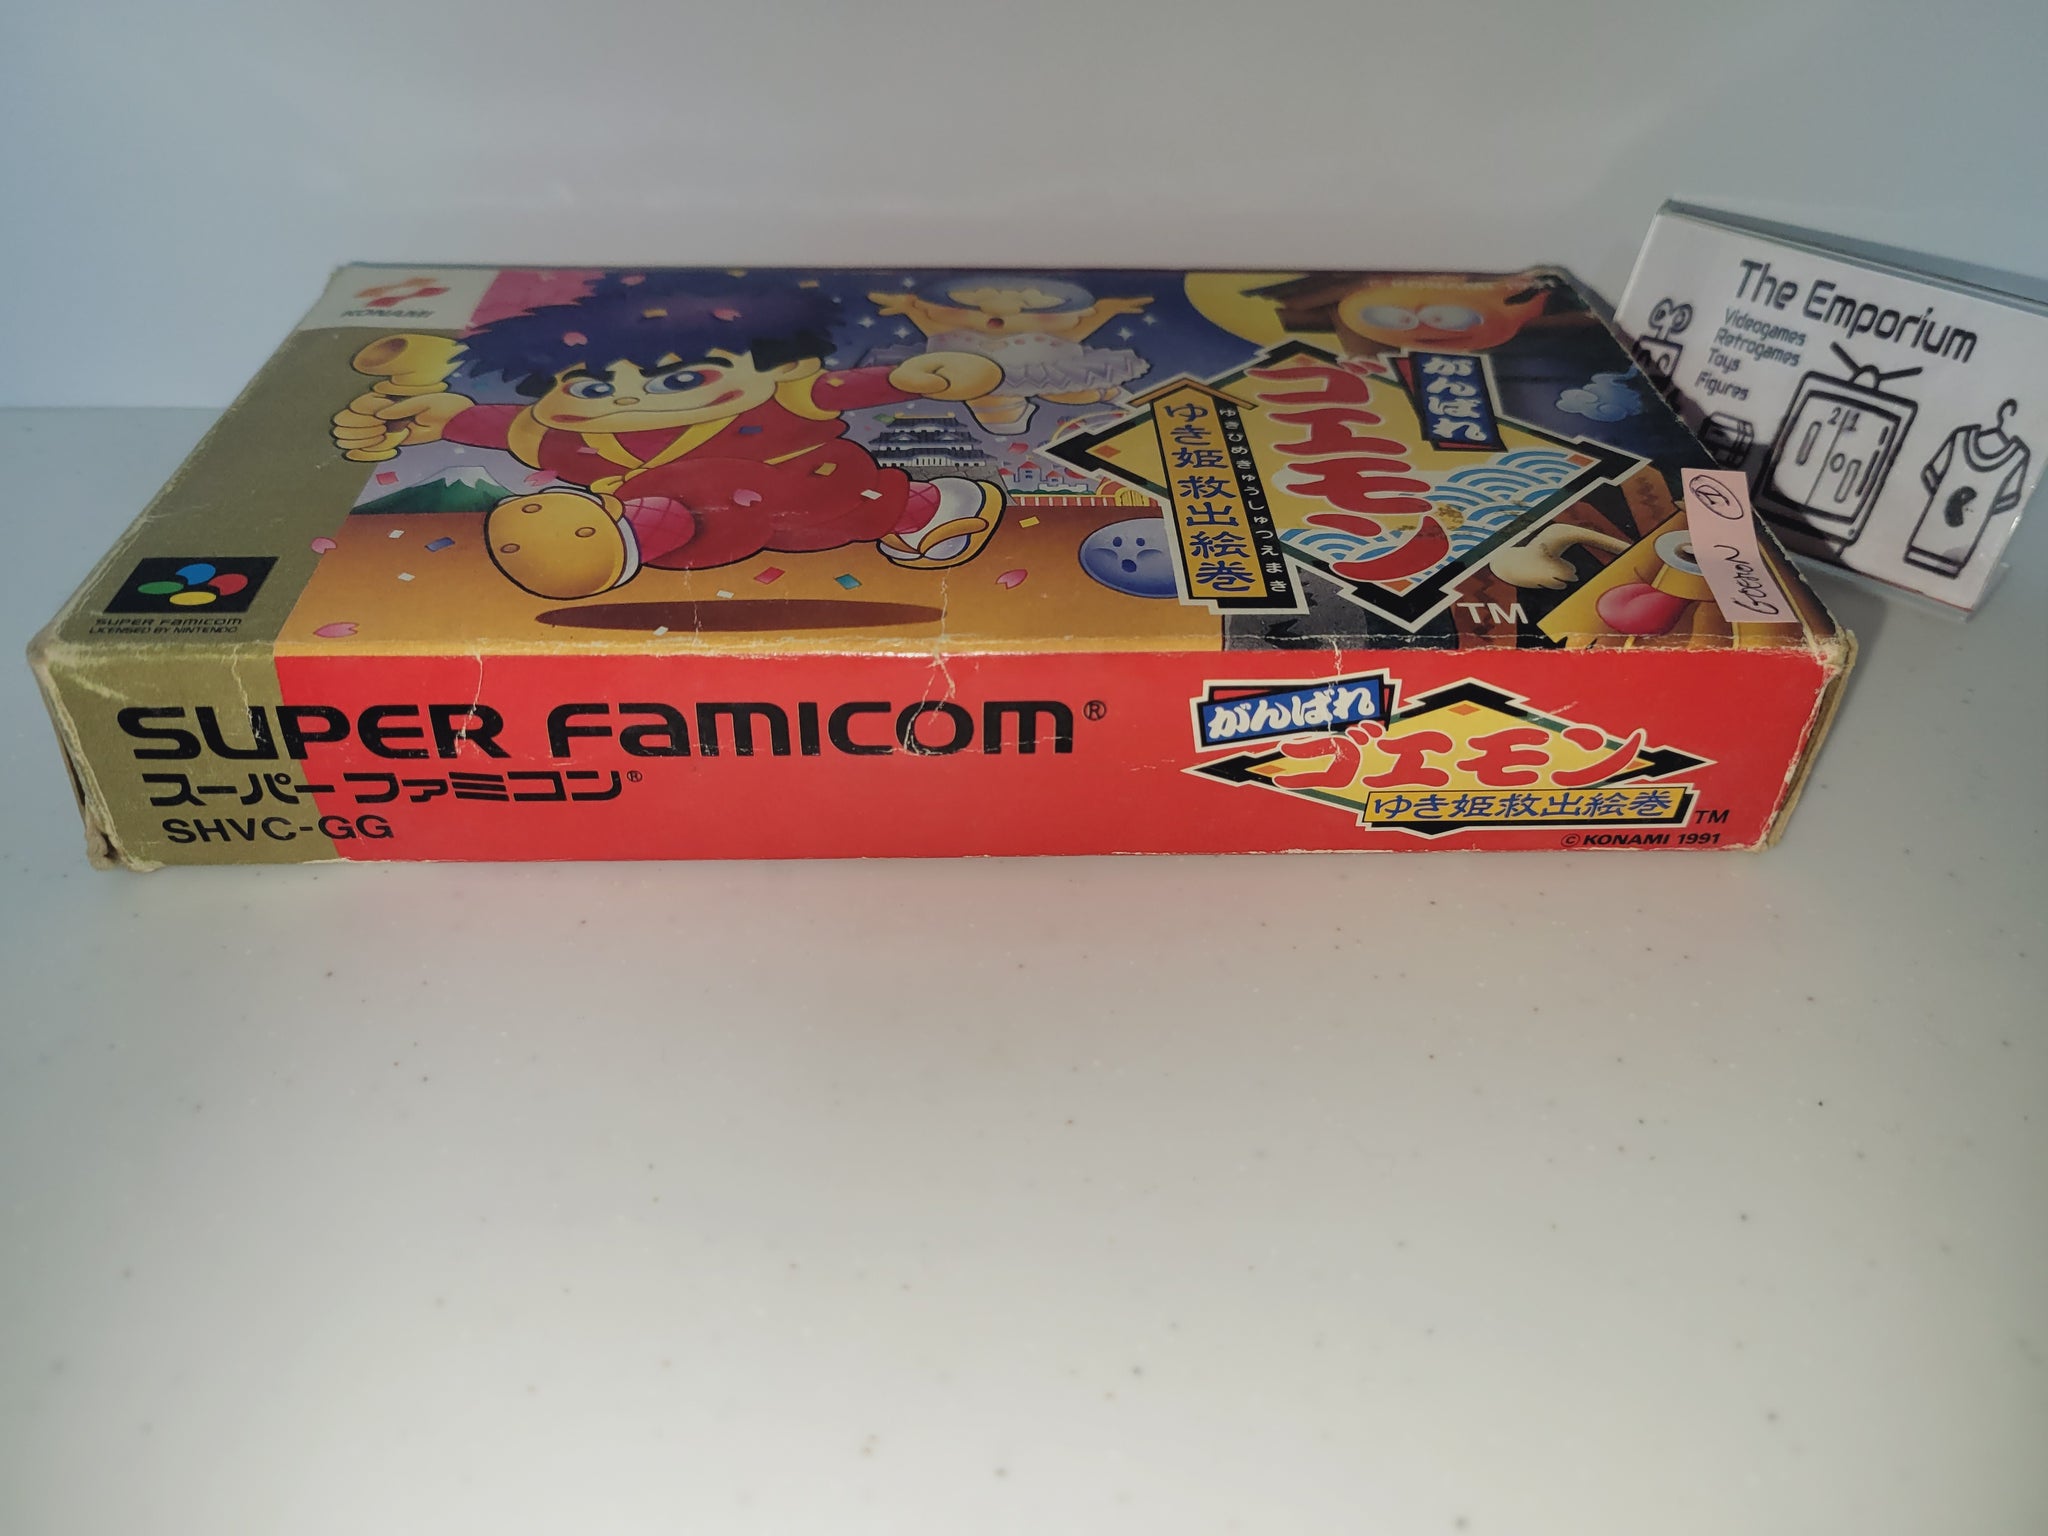 KONAMI
がんばれ
ゴエモン
ゆきひめきゅうしゅつえまき
ゆき姫救出絵巻
TM
SUPER FAMICOM
LICENSED BY NINTENDO
Goemon
1
The Emporium
Videogames
Retrogames
Toys
Figures
21
SUPER FAMICOM®
スーパーファミコン®
SHVC-GG
がんばれ
ゴエモン
ゆき姫救出絵巻
TM
©KONAMI 1991